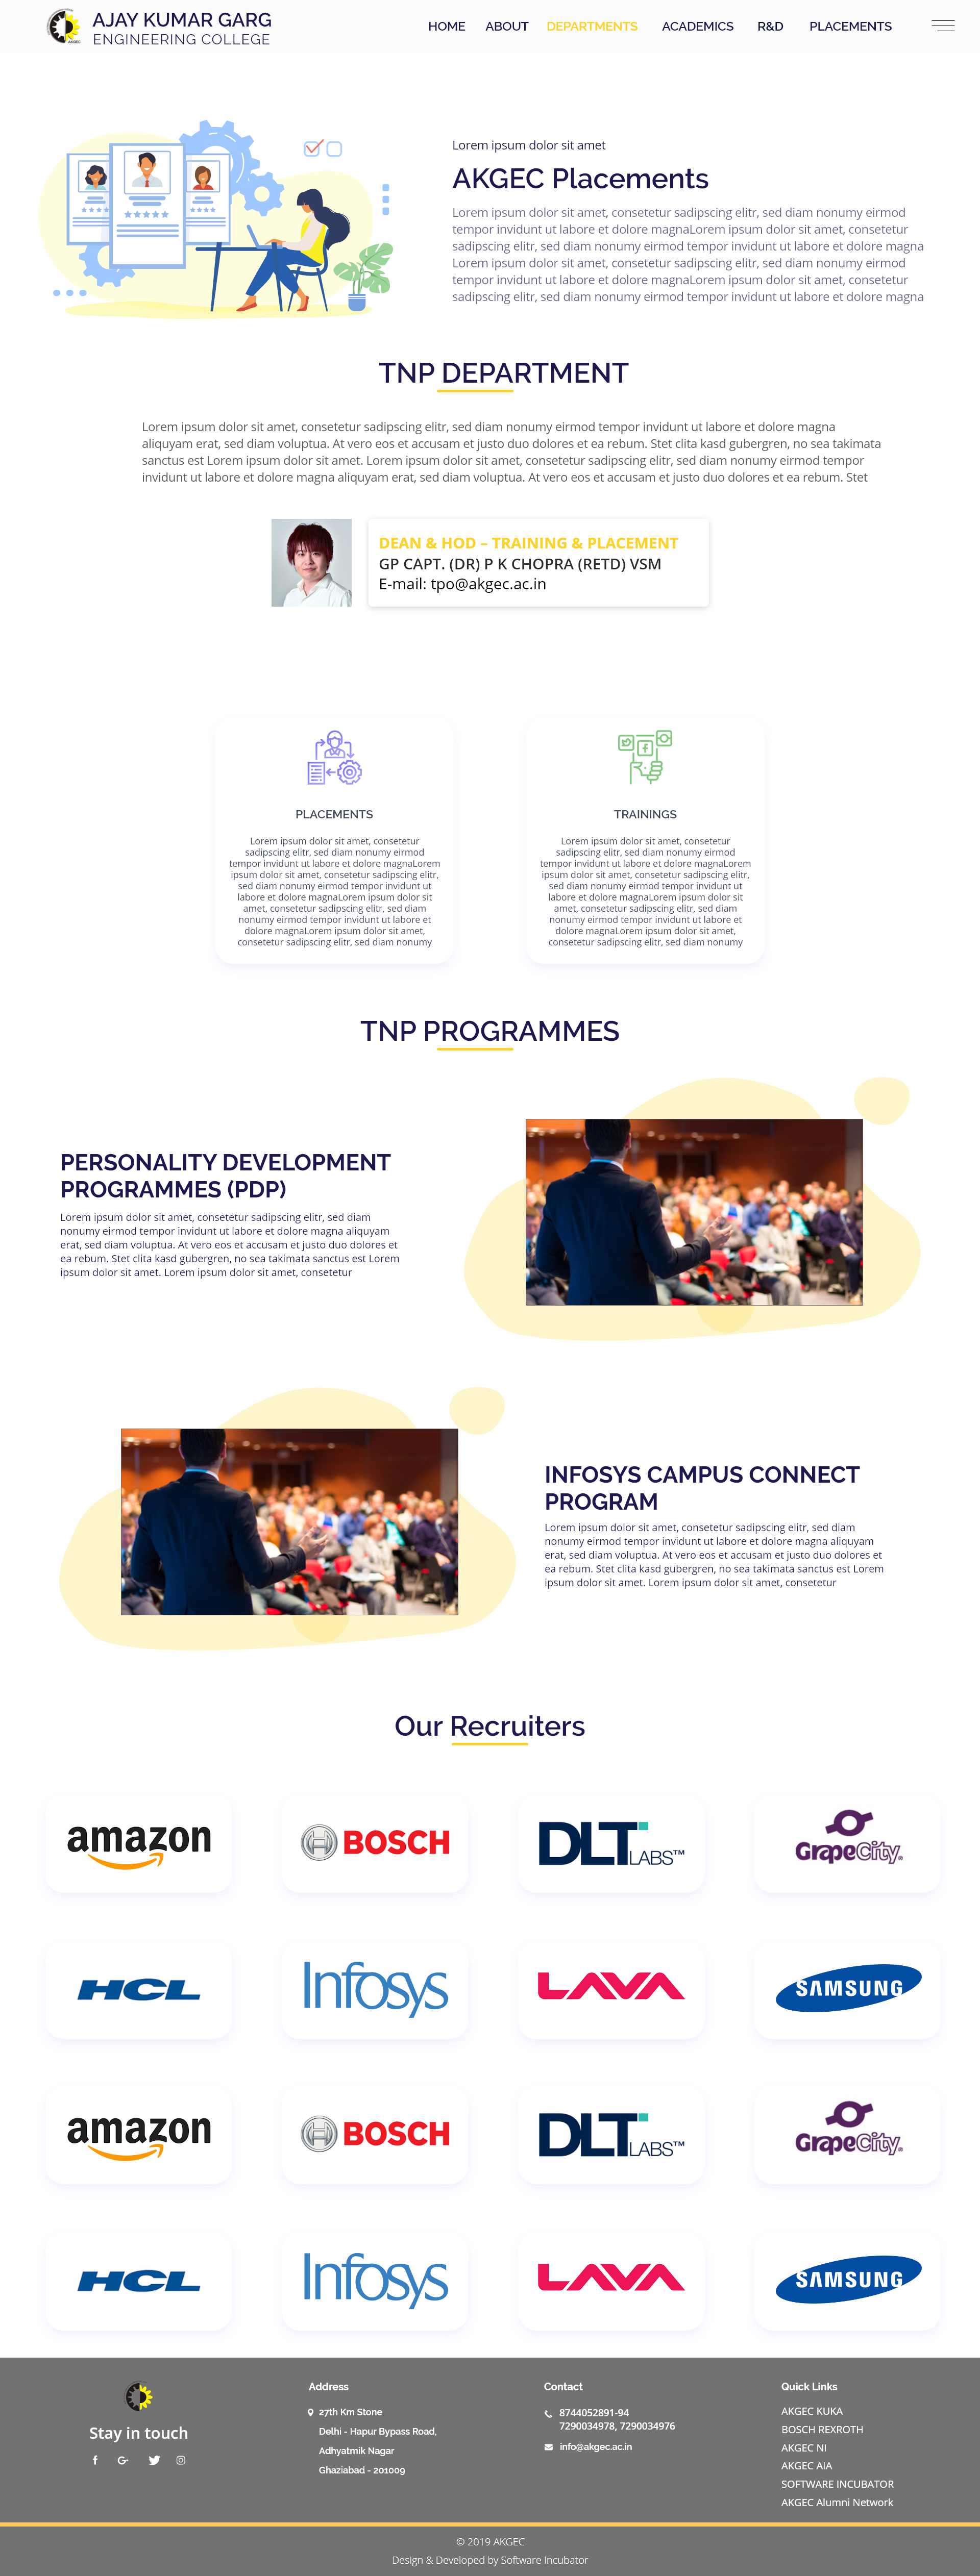 AJAY KUMAR GARG
ENGINEERING COLLEGE
HOME ABOUT DEPARTMENTS ACADEMICS R&D PLACEMENTS
Lorem ipsum dolor sit amet
AKGEC Placements
Lorem ipsum dolor sit amet, consetetur sadipscing elitr, sed diam nonumy eirmod
tempor invidunt ut labore et dolore magnaLorem ipsum dolor sit amet, consetetur
sadipscing elitr, sed diam nonumy eirmod tempor invidunt ut labore et dolore magna
Lorem ipsum dolor sit amet, consetetur sadipscing elitr, sed diam nonumy eirmod
tempor invidunt ut labore et dolore magnaLorem ipsum dolor sit amet, consetetur
sadipscing elitr, sed diam nonumy eirmod tempor invidunt ut labore et dolore magna
TNP DEPARTMENT
Lorem ipsum dolor sit amet, consetetur sadipscing elitr, sed diam nonumy eirmod tempor invidunt ut labore et dolore magna
aliquyam erat, sed diam voluptua. At vero eos et accusam et justo duo dolores et ea rebum. Stet clita kasd gubergren, no sea takimata
sanctus est Lorem ipsum dolor sit amet. Lorem ipsum dolor sit amet, consetetur sadipscing elitr, sed diam nonumy eirmod tempor
invidunt ut labore et dolore magna aliquyam erat, sed diam voluptua. At vero eos et accusam et justo duo dolores et ea rebum. Stet
DEAN & HOD – TRAINING & PLACEMENT
GP CAPT. (DR) P K CHOPRA (RETD) VSM
E-mail: tpo@akgec.ac.in
PLACEMENTS
Lorem ipsum dolor sit amet, consetetur
sadipscing elitr, sed diam nonumy eirmod
tempor invidunt ut labore et dolore magnaLorem
ipsum dolor sit amet, consetetur sadipscing elitr,
sed diam nonumy eirmod tempor invidunt ut
labore et dolore magnaLorem ipsum dolor sit
amet, consetetur sadipscing elitr, sed diam
nonumy eirmod tempor invidunt ut labore et
dolore magnaLorem ipsum dolor sit amet,
consetetur sadipscing elitr, sed diam nonumy
TRAININGS
Lorem ipsum dolor sit amet, consetetur
sadipscing elitr, sed diam nonumy eirmod
tempor invidunt ut labore et dolore magnaLorem
ipsum dolor sit amet, consetetur sadipscing elitr,
sed diam nonumy eirmod tempor invidunt ut
labore et dolore magnaLorem ipsum dolor sit
amet, consetetur sadipscing elitr, sed diam
nonumy eirmod tempor invidunt ut labore et
dolore magnaLorem ipsum dolor sit amet,
consetetur sadipscing elitr, sed diam nonumy
TNP PROGRAMMES
PERSONALITY DEVELOPMENT
PROGRAMMES (PDP)
Lorem ipsum dolor sit amet, consetetur sadipscing elitr, sed diam
nonumy eirmod tempor invidunt ut labore et dolore magna aliquyam
erat, sed diam voluptua. At vero eos et accusam et justo duo dolores et
ea rebum. Stet clita kasd gubergren, no sea takimata sanctus est Lorem
ipsum dolor sit amet. Lorem ipsum dolor sit amet, consetetur
INFOSYS CAMPUS CONNECT
PROGRAM
Lorem ipsum dolor sit amet, consetetur sadipscing elitr, sed diam
nonumy eirmod tempor invidunt ut labore et dolore magna aliquyam
erat, sed diam voluptua. At vero eos et accusam et justo duo dolores et
ea rebum. Stet clita kasd gubergren, no sea takimata sanctus est Lorem
ipsum dolor sit amet. Lorem ipsum dolor sit amet, consetetur
Our Recruiters
amazon BOSCH DLT LABS™ GrapeCity®
HCL Infosys LAVA SAMSUNG
amazon BOSCH DLT LABS™ GrapeCity®
HCL Infosys LAVA SAMSUNG
Stay in touch
Address
27th Km Stone
Delhi - Hapur Bypass Road,
Adhyatmik Nagar
Ghaziabad - 201009
Contact
8744052891-94
7290034978, 7290034976
info@akgec.ac.in
Quick Links
AKGEC KUKA
BOSCH REXROTH
AKGEC NI
AKGEC AIA
SOFTWARE INCUBATOR
AKGEC Alumni Network
© 2019 AKGEC
Design & Developed by Software Incubator